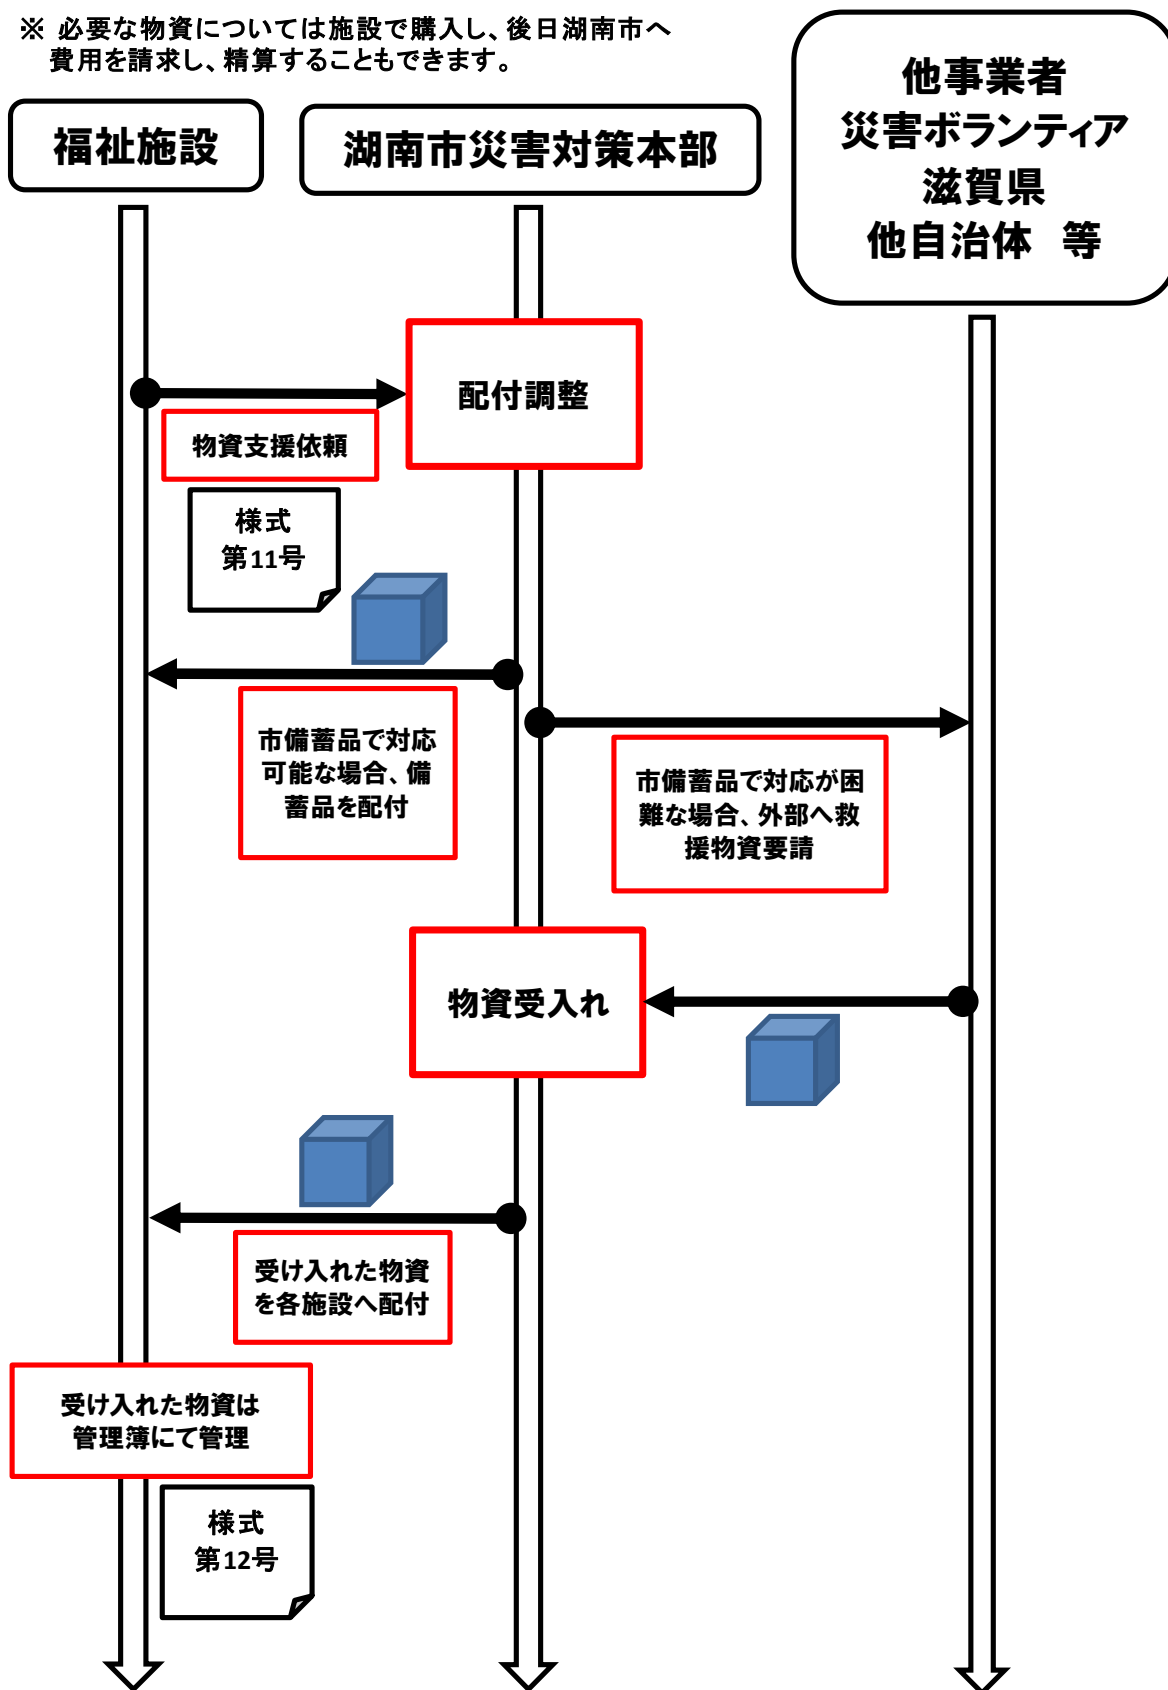 ※ 必要な物資については施設で購入し、後日湖南市へ
費用を請求し、精算することもできます。
福祉施設
湖南市災害対策本部
他事業者
災害ボランティア
滋賀県
他自治体 等
配付調整
物資支援依頼
様式
第11号
市備蓄品で対応
可能な場合、備
蓄品を配付
市備蓄品で対応が困
難な場合、外部へ救
援物資要請
物資受入れ
受け入れた物資
を各施設へ配付
受け入れた物資は
管理簿にて管理
様式
第12号